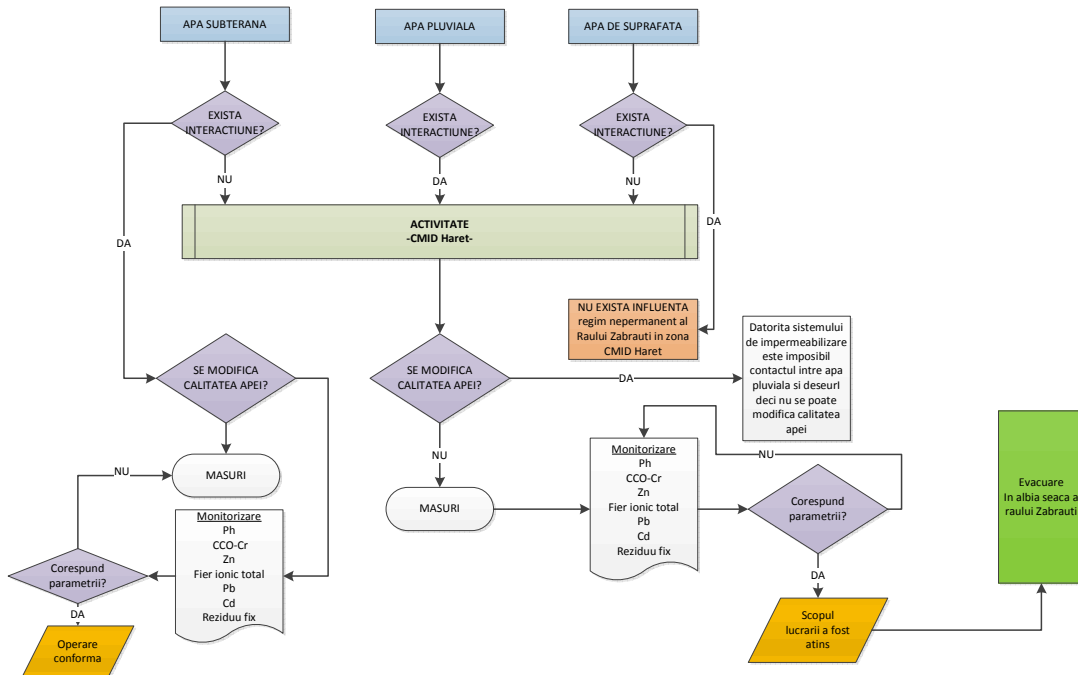 APA SUBTERANA
APA PLUVIALA
APA DE SUPRAFATA
EXISTA
INTERACTIUNE?
EXISTA
INTERACTIUNE?
EXISTA
INTERACTIUNE?
NU
DA
NU
DA
DA
ACTIVITATE
-CMID Haret-
NU EXISTA INFLUENTA
regim nepermanent al
Raului Zabrauti in zona
CMID Haret
Datorita sistemului
de impermeabilizare
este imposibil
contactul intre apa
pluviala si deseurI
deci nu se poate
modifica calitatea
apei
SE MODIFICA
CALITATEA APEI?
SE MODIFICA
CALITATEA APEI?
DA
NU
NU
NU
MASURI
MASURI
Monitorizare
Ph
CCO-Cr
Zn
Fier ionic total
Pb
Cd
Reziduu fix
Corespund
parametrii?
Evacuare
In albia seaca a
raului Zabrauti
Monitorizare
Ph
CCO-Cr
Zn
Fier ionic total
Pb
Cd
Reziduu fix
Corespund
parametrii?
DA
DA
Operare
conforma
Scopul
lucrarii a fost
atins